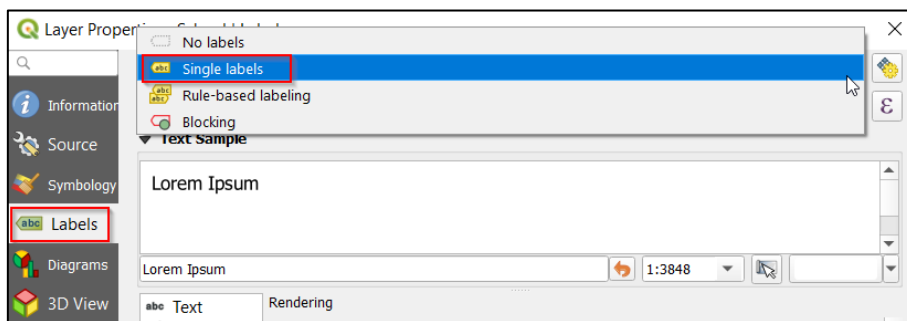 Layer Proper
No labels
Single labels
Rule-based labeling
Blocking
Information
Source
Symbology
Labels
Diagrams
3D View
Text Sample
Lorem Ipsum
Lorem Ipsum
1:3848
Text
Rendering